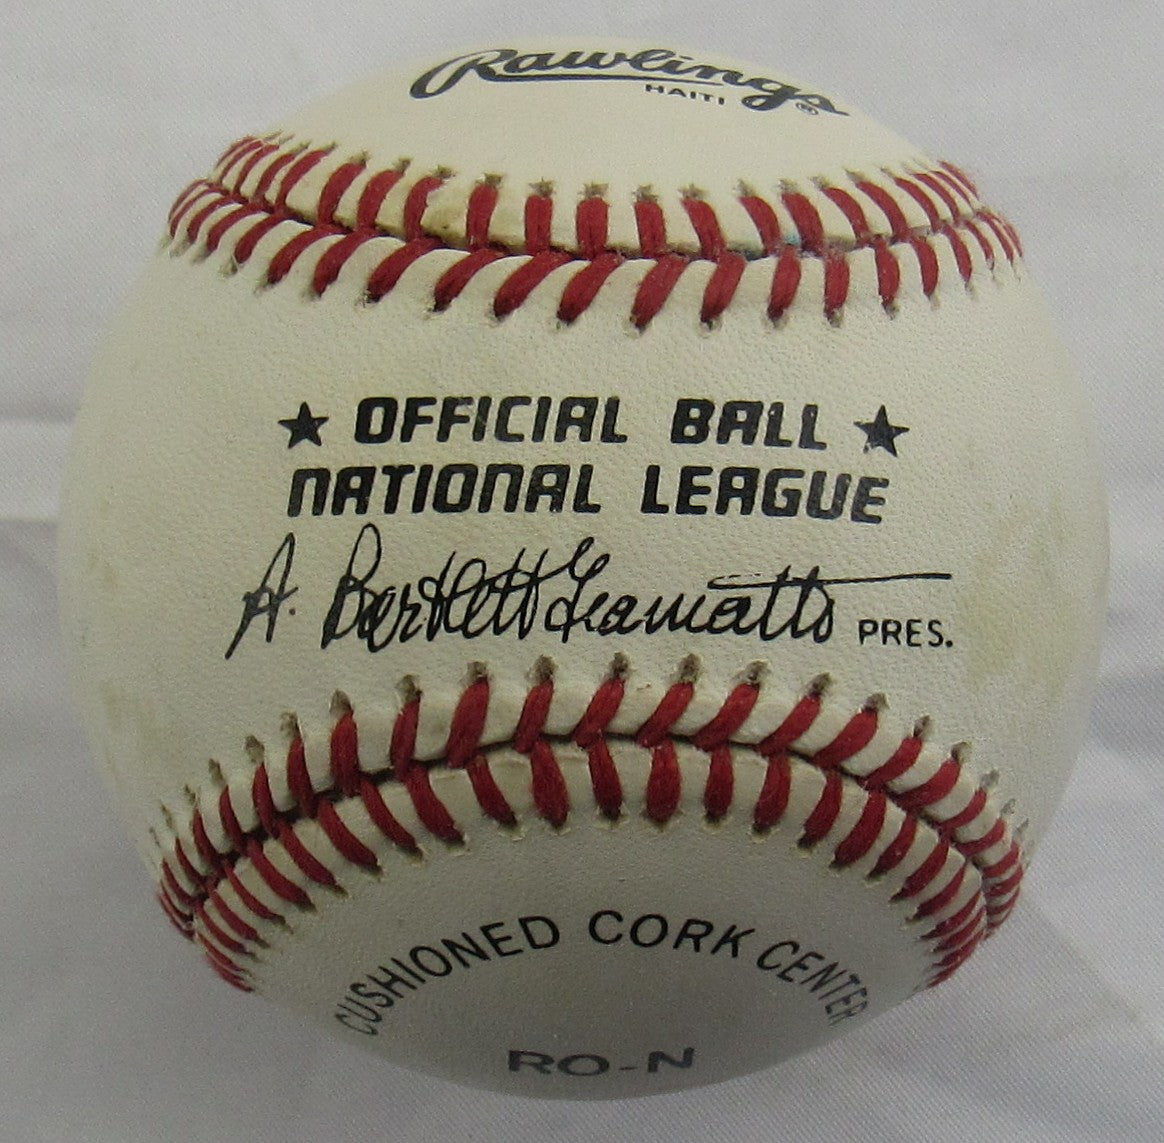 Rawlings
HAITI ®
★ OFFICIAL BALL ★
NATIONAL LEAGUE
A. Bartlett Giamatti PRES.
CUSHIONED CORK CENTER
RO-N